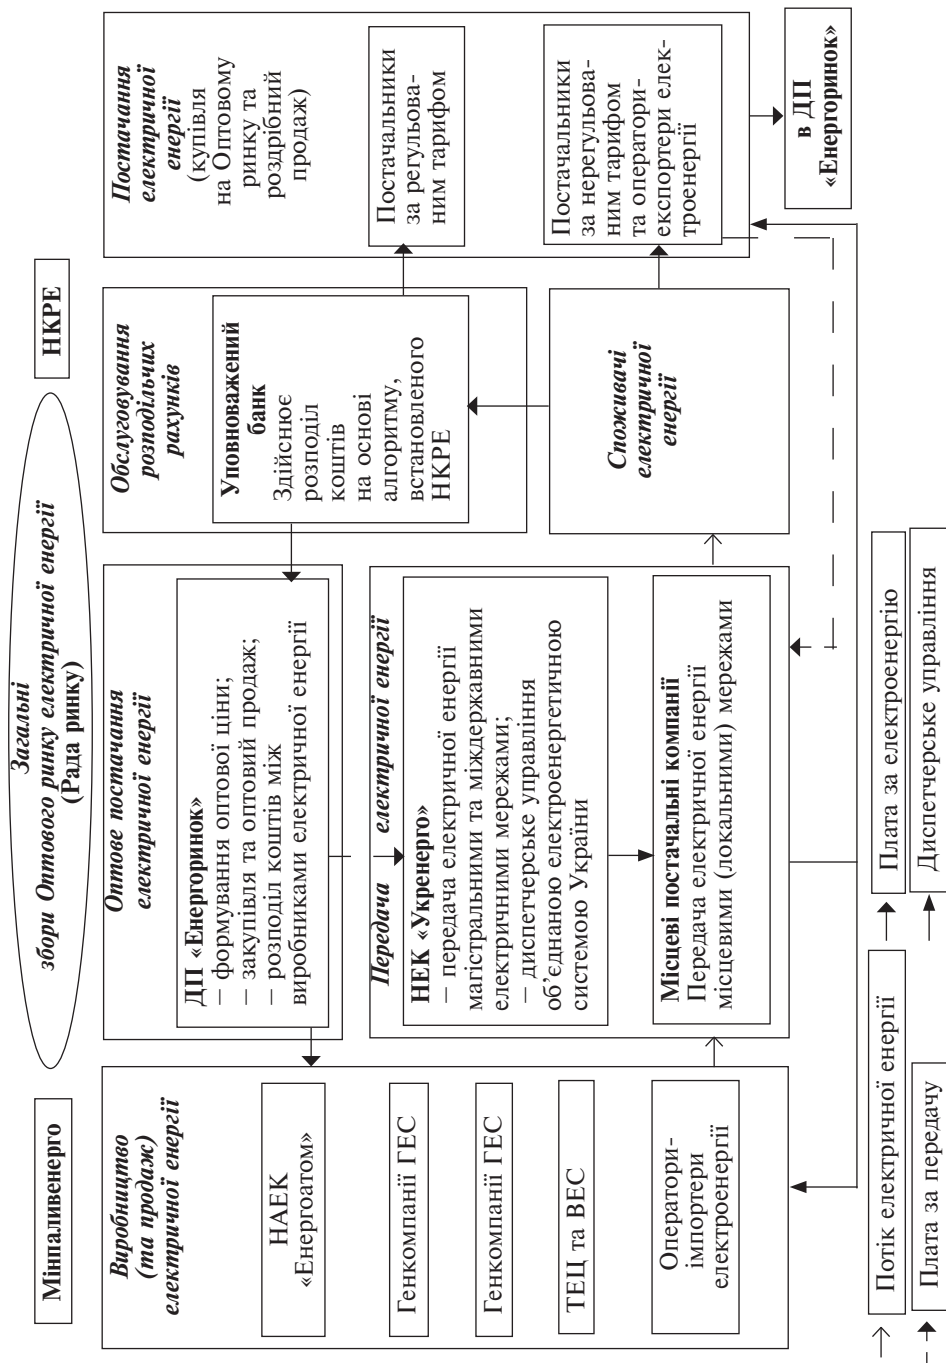 Мінпаливенерго
Загальні
збори Оптового ринку електричної енергії
(Рада ринку)
НКРЕ
Виробництво
(та продаж)
електричної енергії
НАЕК
«Енергоатом»
Генкомпанії ГЕС
Генкомпанії ГЕС
ТЕЦ та ВЕС
Оператори-
імпортери
електроенергії
Оптове постачання
електричної енергії
ДП «Енергоринок»
— формування оптової ціни;
— закупівля та оптовий продаж;
— розподіл коштів між
виробниками електричної енергії
Передача електричної енергії
НЕК «Укренерго»
— передача електричної енергії
магістральними та міждержавними
електричними мережами;
— диспетчерське управління
об’єднаною електроенергетичною
системою України
Місцеві постачальні компанії
Передача електричної енергії
місцевими (локальними) мережами
Обслуговування
розподільчих
рахунків
Уповноважений
банк
Здійснює
розподіл
коштів
на основі
алгоритму,
встановленого
НКРЕ
Споживачі
електричної
енергії
Постачання
електричної
енергії
(купівля
на Оптовому
ринку та
роздрібний
продаж)
Постачальники
за регульова-
ним тарифом
Постачальники
за нерегульова-
ним тарифом
та оператори-
експортери елек-
троенергії
в ДП
«Енергоринок»
Потік електричної енергії
Плата за електроенергію
Плата за передачу
Диспетчерське управління